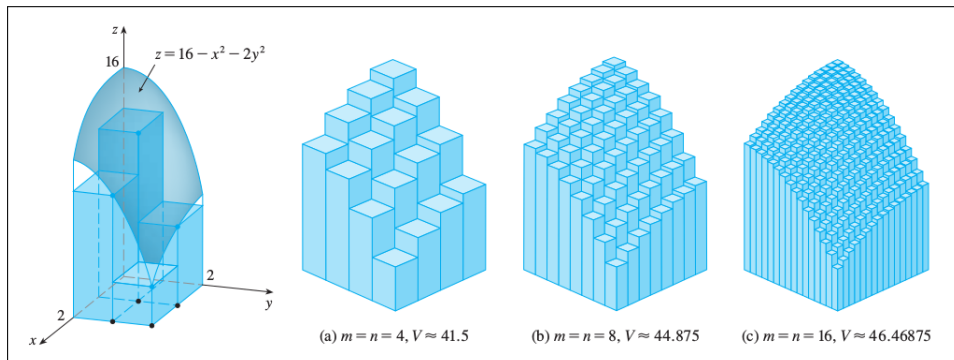 z
16
z = 16 − x² − 2y²
2
2
y
x
(a) m = n = 4, V ≈ 41.5
(b) m = n = 8, V ≈ 44.875
(c) m = n = 16, V ≈ 46.46875